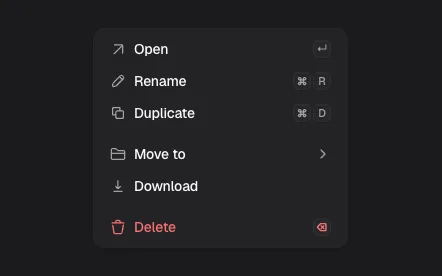 Open ↵
Rename ⌘ R
Duplicate ⌘ D
Move to
Download
Delete ⌫